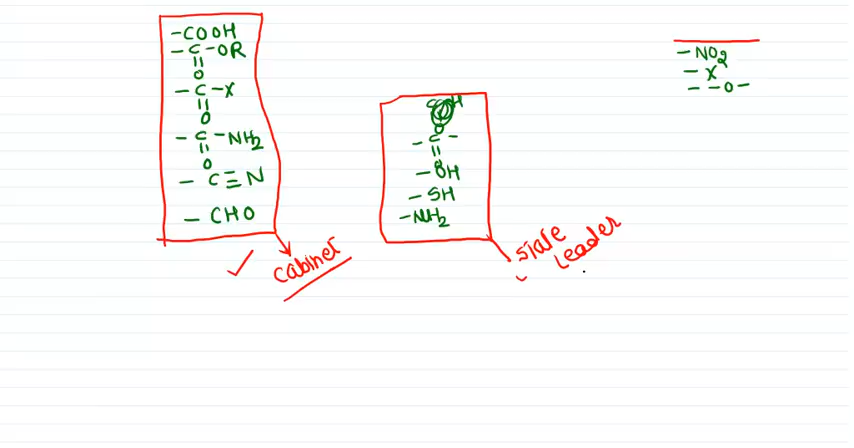 -COOH
-C-OR
||
O
-C-X
||
O
-C-NH2
||
O
-C≡N
-CHO
cabinet
-C-
||
O
-OH
-SH
-NH2
state
leader
-NO2
-X
--O-